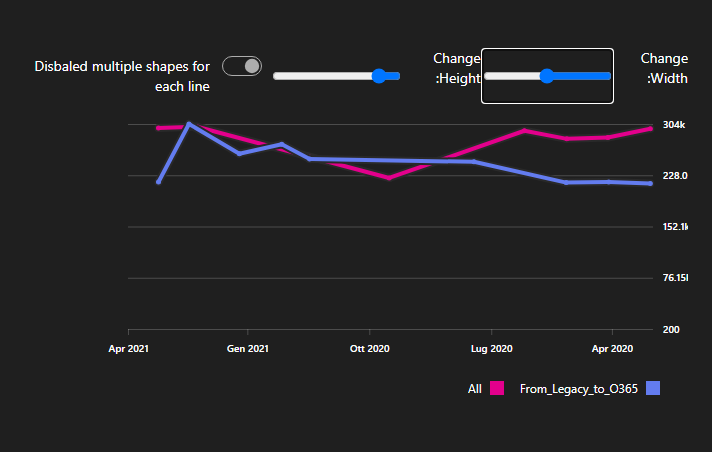 Disbaled multiple shapes for
each line
Change
:Height
Change
:Width
304k
228.0
152.1k
76.15
200
Apr 2021
Gen 2021
Ott 2020
Lug 2020
Apr 2020
All
From_Legacy_to_O365